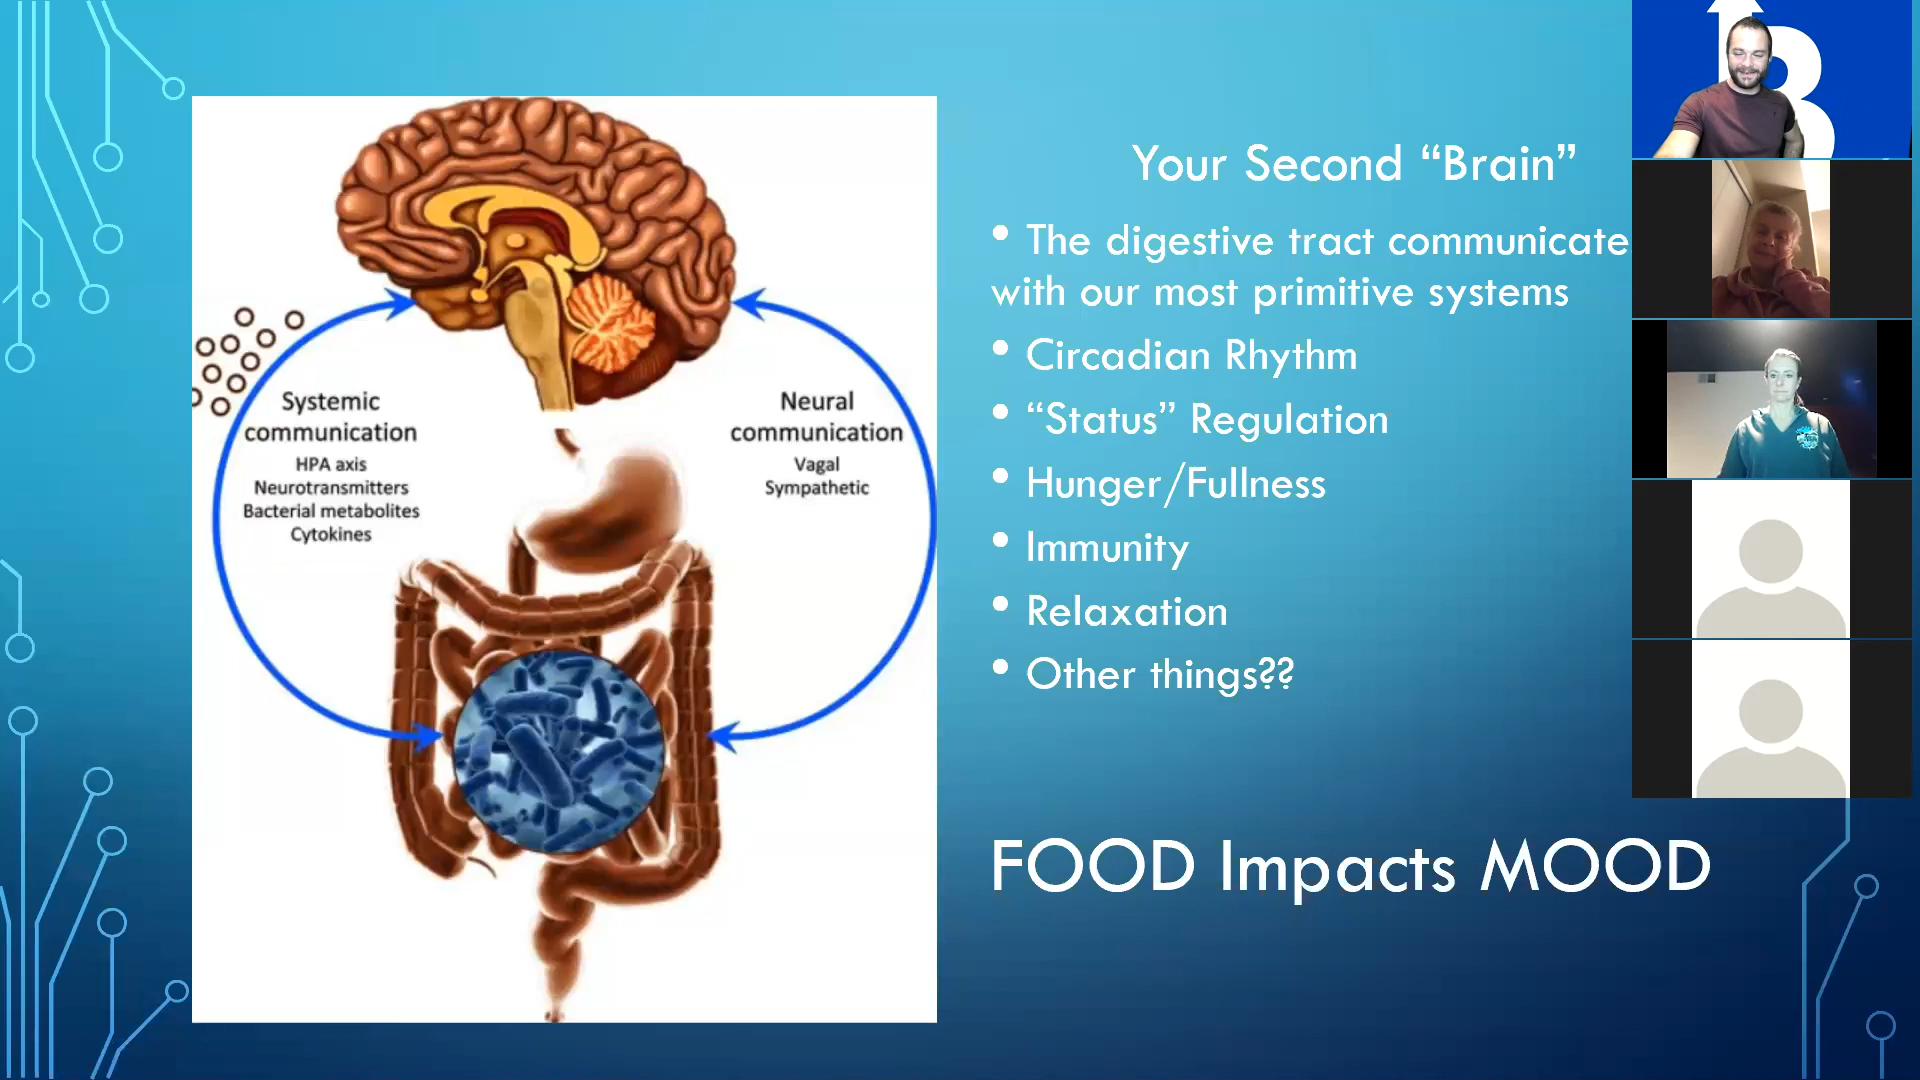 Systemic
communication
HPA axis
Neurotransmitters
Bacterial metabolites
Cytokines
Neural
communication
Vagal
Sympathetic
Your Second “Brain”
• The digestive tract communicate
with our most primitive systems
• Circadian Rhythm
• “Status” Regulation
• Hunger/Fullness
• Immunity
• Relaxation
• Other things??
FOOD Impacts MOOD
B